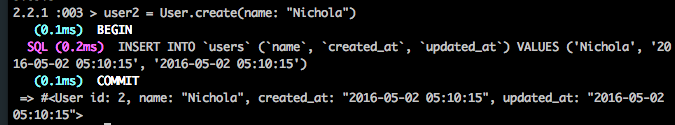 2.2.1 :003 > user2 = User.create(name: "Nichola")
(0.1ms) BEGIN
SQL (0.2ms) INSERT INTO `users` (`name`, `created_at`, `updated_at`) VALUES ('Nichola', '20
16-05-02 05:10:15', '2016-05-02 05:10:15')
(0.1ms) COMMIT
=> #<User id: 2, name: "Nichola", created_at: "2016-05-02 05:10:15", updated_at: "2016-05-02
05:10:15">